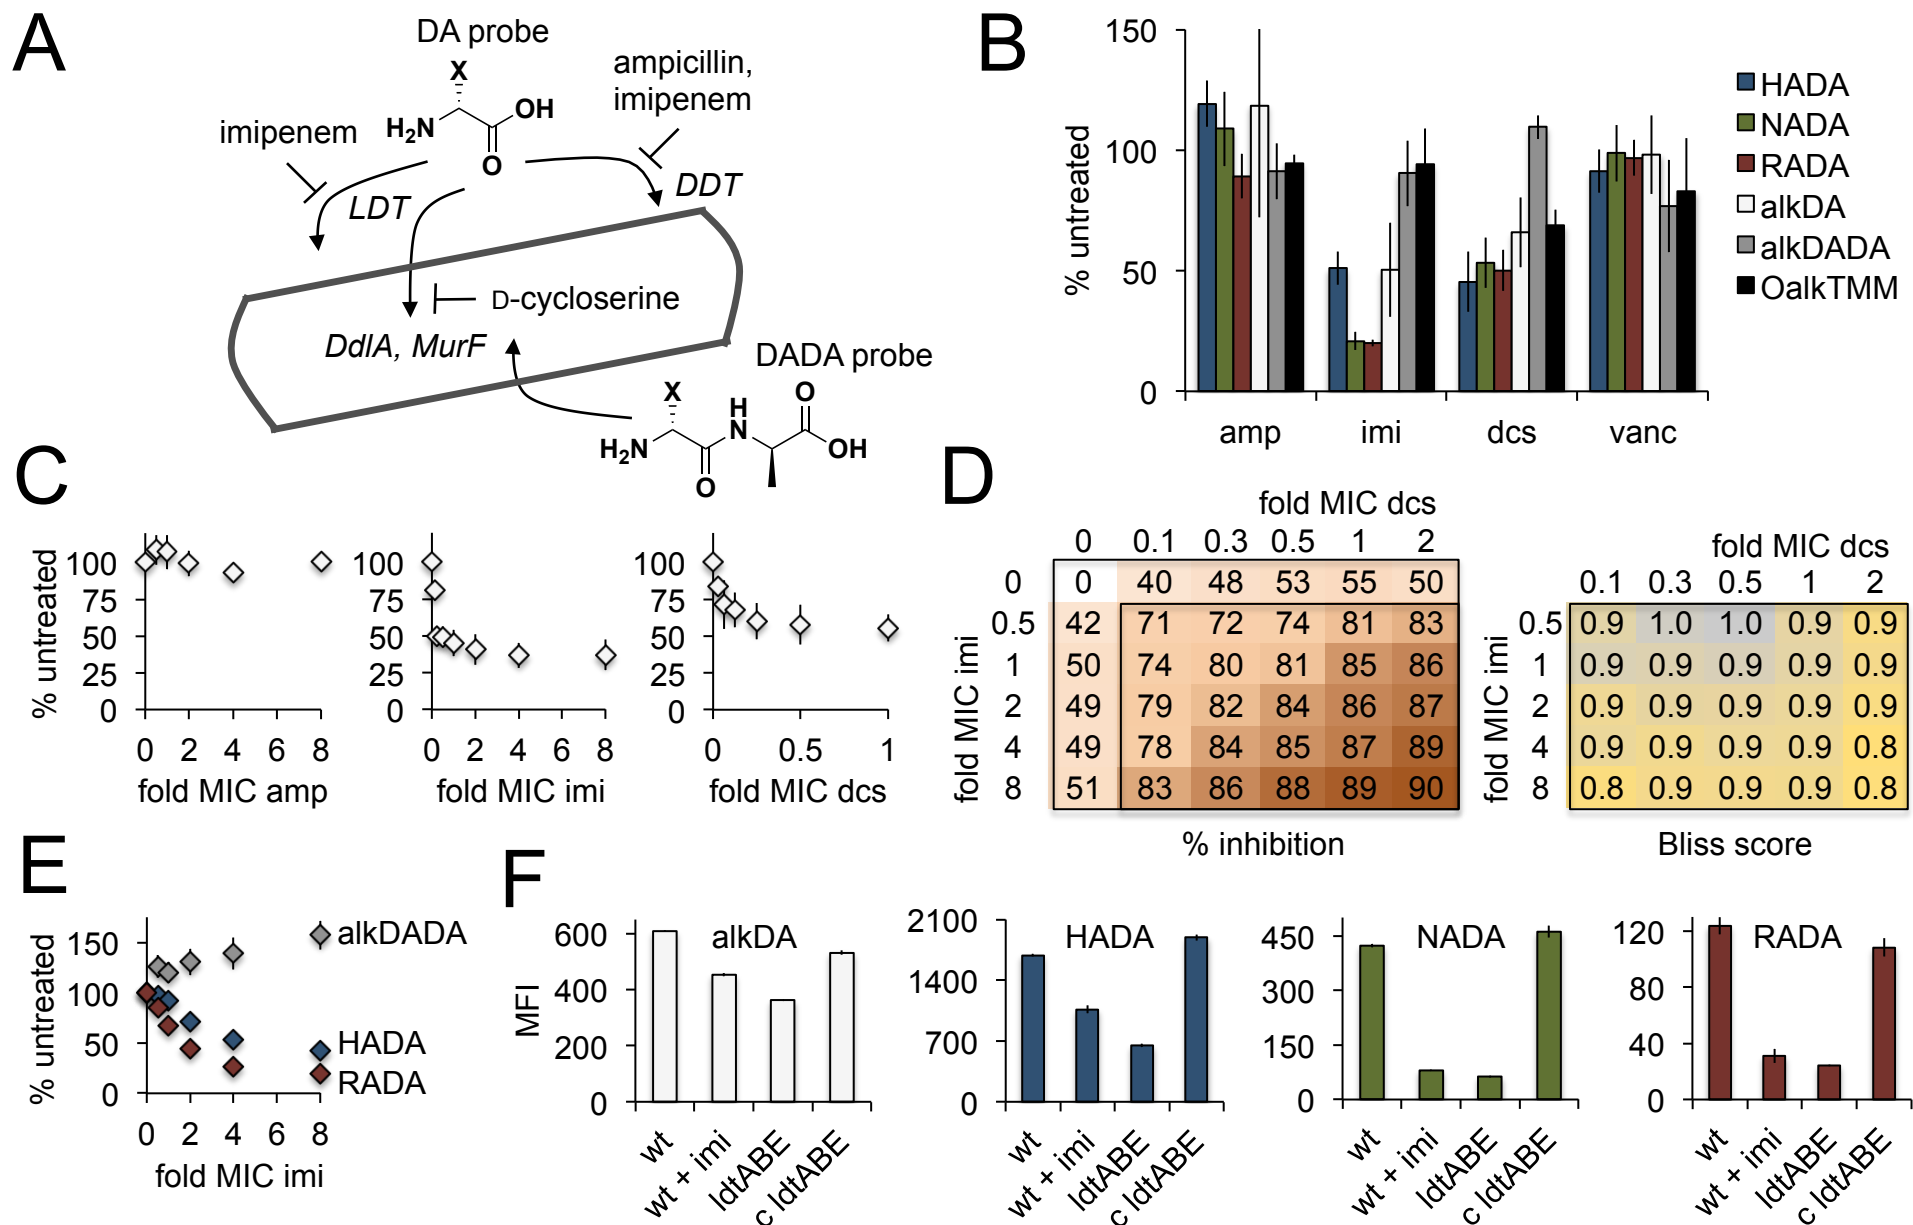 A
DA probe
X
H₂N
OH
O
ampicillin,
imipenem
imipenem
LDT
DDT
D-cycloserine
DdlA, MurF
DADA probe
X
H₂N
O
H
N
O
OH
B
150
100
50
0
% untreated
amp imi dcs vanc
HADA
NADA
RADA
alkDA
alkDADA
OalkTMM
C
% untreated
100
75
50
25
0
0 2 4 6 8
fold MIC amp
100
75
50
25
0
0 2 4 6 8
fold MIC imi
100
75
50
25
0
0 0.5 1
fold MIC dcs
D
fold MIC dcs
0 0.1 0.3 0.5 1 2
fold MIC imi
0 0 40 48 53 55 50
0.5 42 71 72 74 81 83
1 50 74 80 81 85 86
2 49 79 82 84 86 87
4 49 78 84 85 87 89
8 51 83 86 88 89 90
% inhibition
fold MIC dcs
0.1 0.3 0.5 1 2
fold MIC imi
0.5 0.9 1.0 1.0 0.9 0.9
1 0.9 0.9 0.9 0.9 0.9
2 0.9 0.9 0.9 0.9 0.9
4 0.9 0.9 0.9 0.9 0.8
8 0.8 0.9 0.9 0.9 0.8
Bliss score
E
% untreated
150
100
50
0
0 2 4 6 8
fold MIC imi
alkDADA
HADA
RADA
F
MFI
600
400
200
0
alkDA
wt
wt + imi
ldtABE
c ldtABE
2100
1400
700
0
HADA
wt
wt + imi
ldtABE
c ldtABE
450
300
150
0
NADA
wt
wt + imi
ldtABE
c ldtABE
120
80
40
0
RADA
wt
wt + imi
ldtABE
c ldtABE